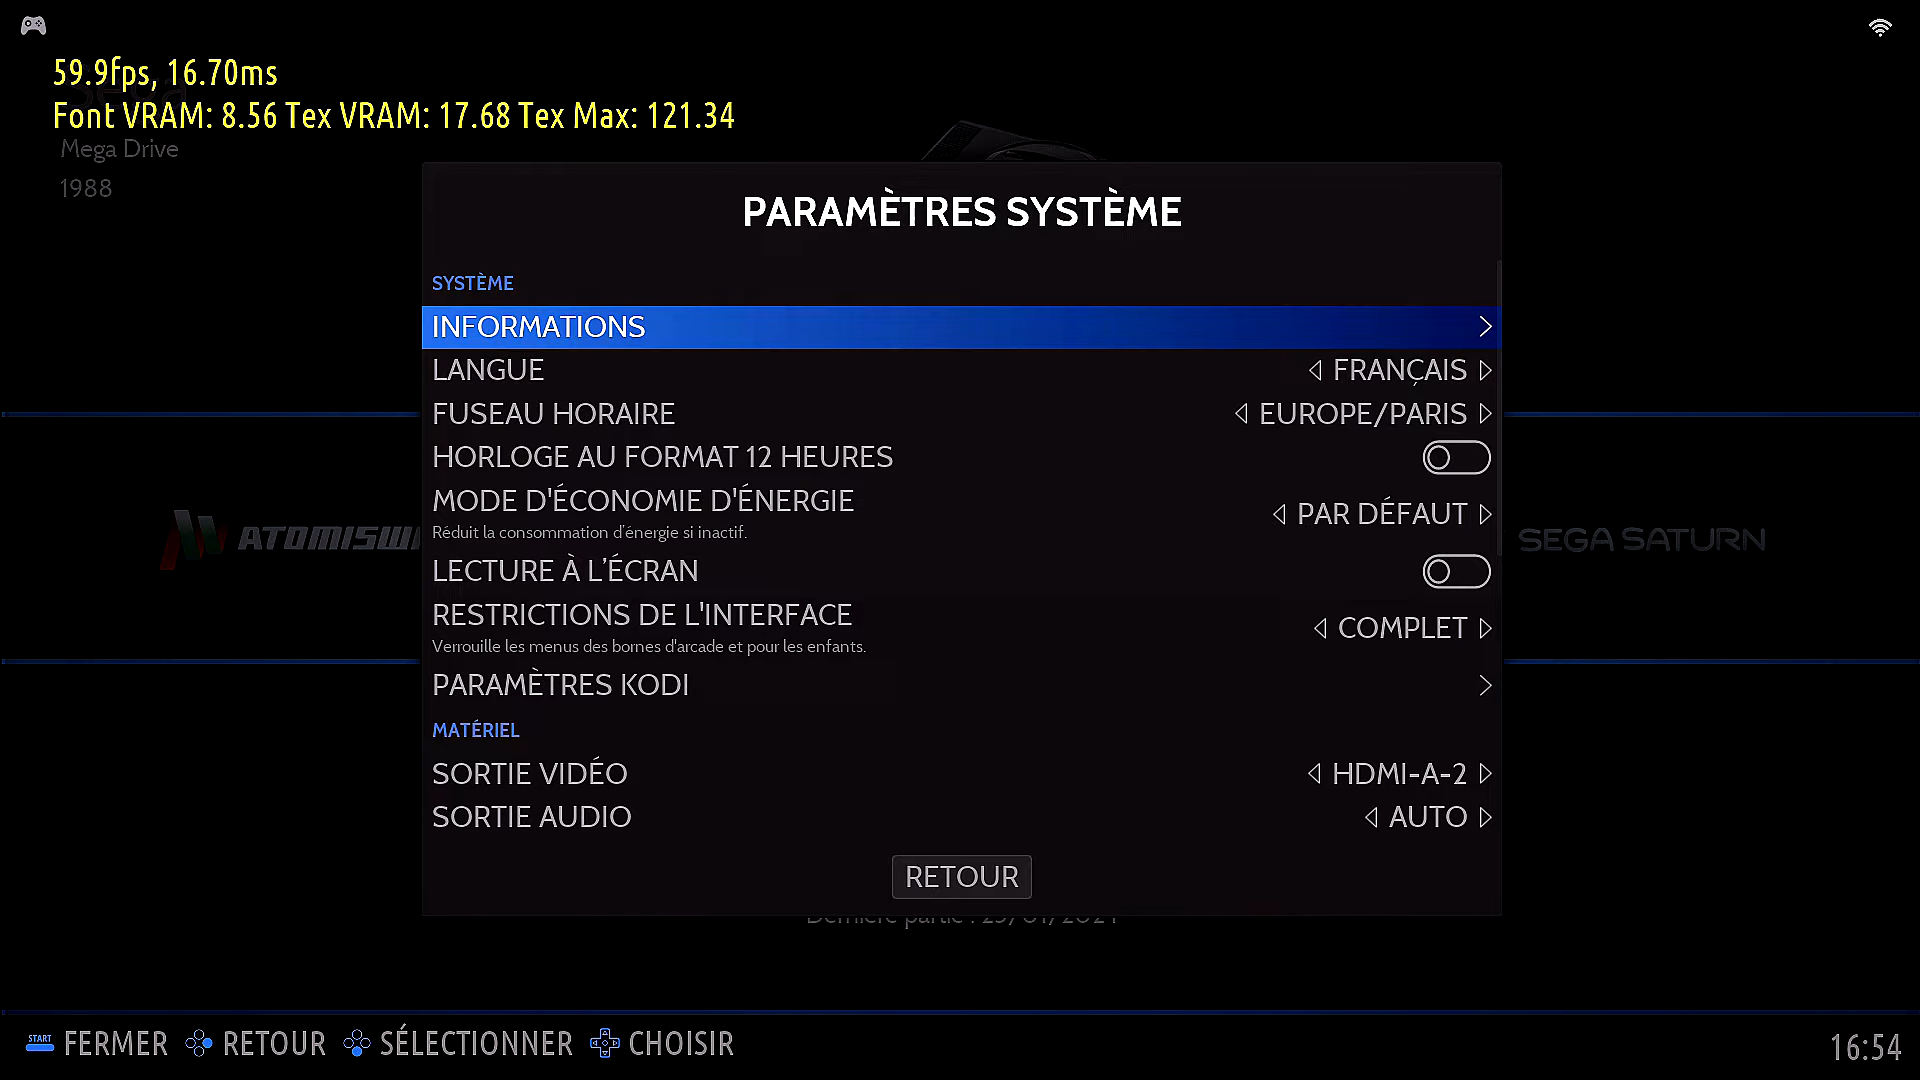 59.9fps, 16.70ms
Font VRAM: 8.56 Tex VRAM: 17.68 Tex Max: 121.34
Mega Drive
1988
PARAMÈTRES SYSTÈME
SYSTÈME
INFORMATIONS
LANGUE FRANÇAIS
FUSEAU HORAIRE EUROPE/PARIS
HORLOGE AU FORMAT 12 HEURES
MODE D'ÉCONOMIE D'ÉNERGIE PAR DÉFAUT
Réduit la consommation d’énergie si inactif.
LECTURE À L’ÉCRAN
RESTRICTIONS DE L'INTERFACE COMPLET
Verrouille les menus des bornes d'arcade et pour les enfants.
PARAMÈTRES KODI
MATÉRIEL
SORTIE VIDÉO HDMI-A-2
SORTIE AUDIO AUTO
RETOUR
SEGA SATURN
START FERMER RETOUR SÉLECTIONNER CHOISIR
16:54